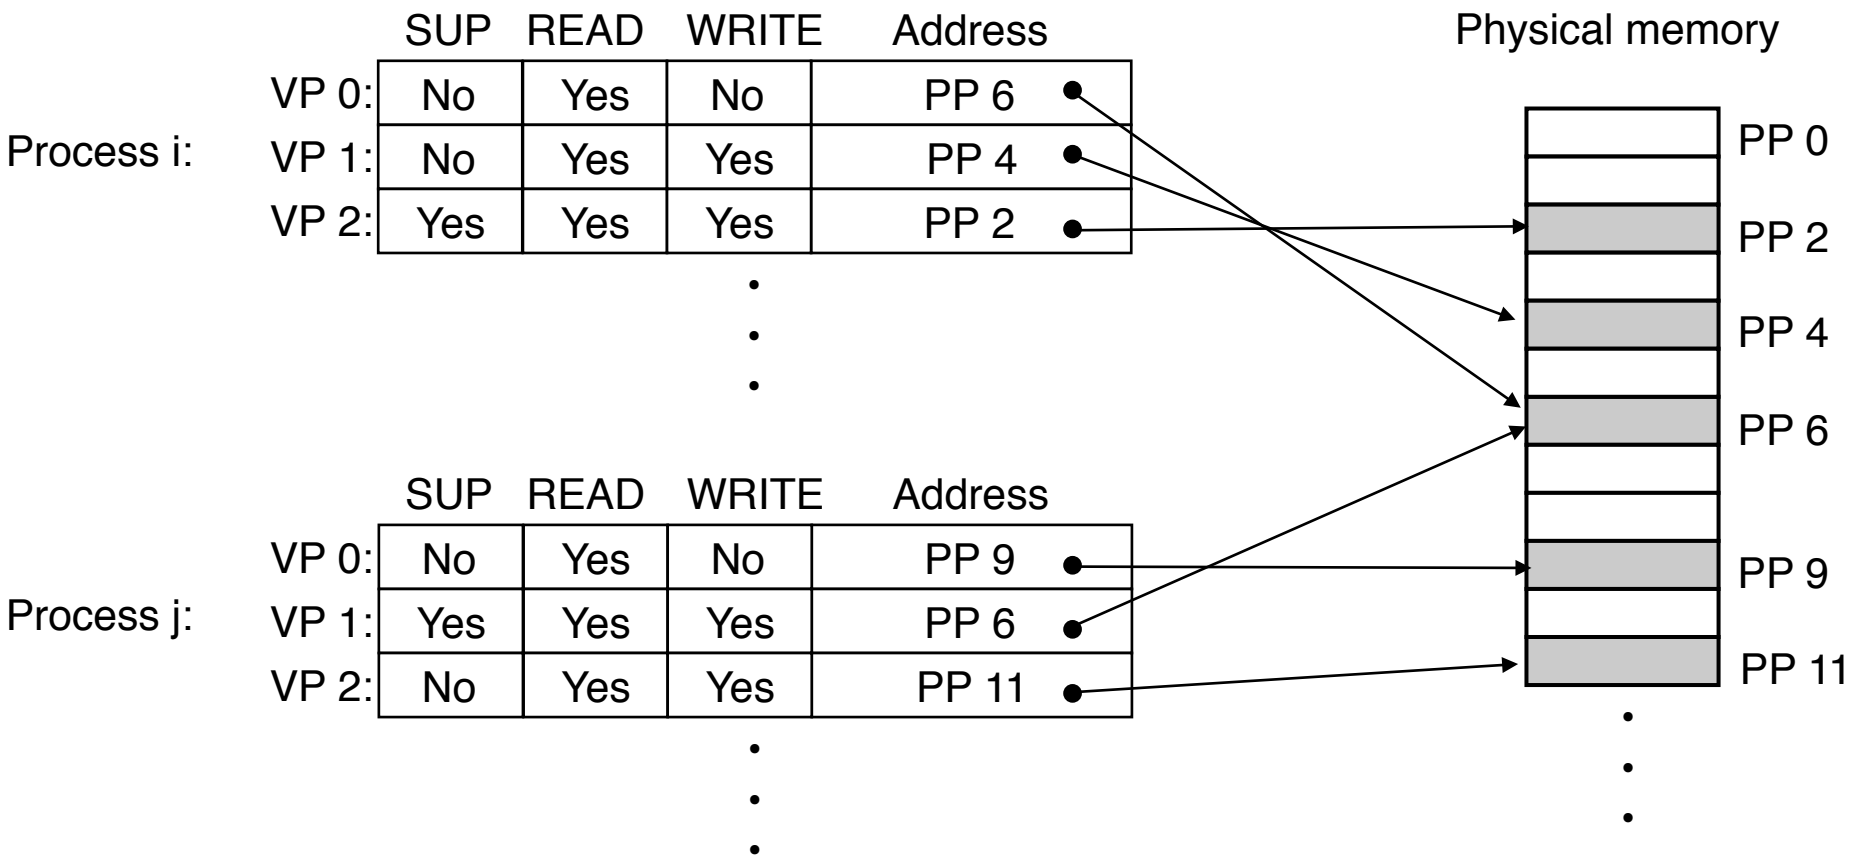 SUP READ WRITE Address
VP 0: No Yes No PP 6
Process i: VP 1: No Yes Yes PP 4
VP 2: Yes Yes Yes PP 2
SUP READ WRITE Address
VP 0: No Yes No PP 9
Process j: VP 1: Yes Yes Yes PP 6
VP 2: No Yes Yes PP 11
Physical memory
PP 0
PP 2
PP 4
PP 6
PP 9
PP 11